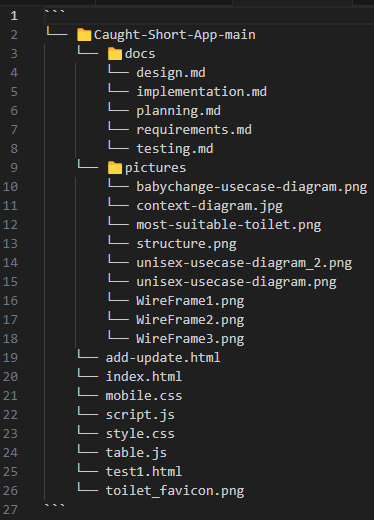 1 ```
2 └── 📁Caught-Short-App-main
3     └── 📁docs
4         └── design.md
5         └── implementation.md
6         └── planning.md
7         └── requirements.md
8         └── testing.md
9     └── 📁pictures
10         └── babychange-usecase-diagram.png
11         └── context-diagram.jpg
12         └── most-suitable-toilet.png
13         └── structure.png
14         └── unisex-usecase-diagram_2.png
15         └── unisex-usecase-diagram.png
16         └── WireFrame1.png
17         └── WireFrame2.png
18         └── WireFrame3.png
19     └── add-update.html
20     └── index.html
21     └── mobile.css
22     └── script.js
23     └── style.css
24     └── table.js
25     └── test1.html
26     └── toilet_favicon.png
27 ```